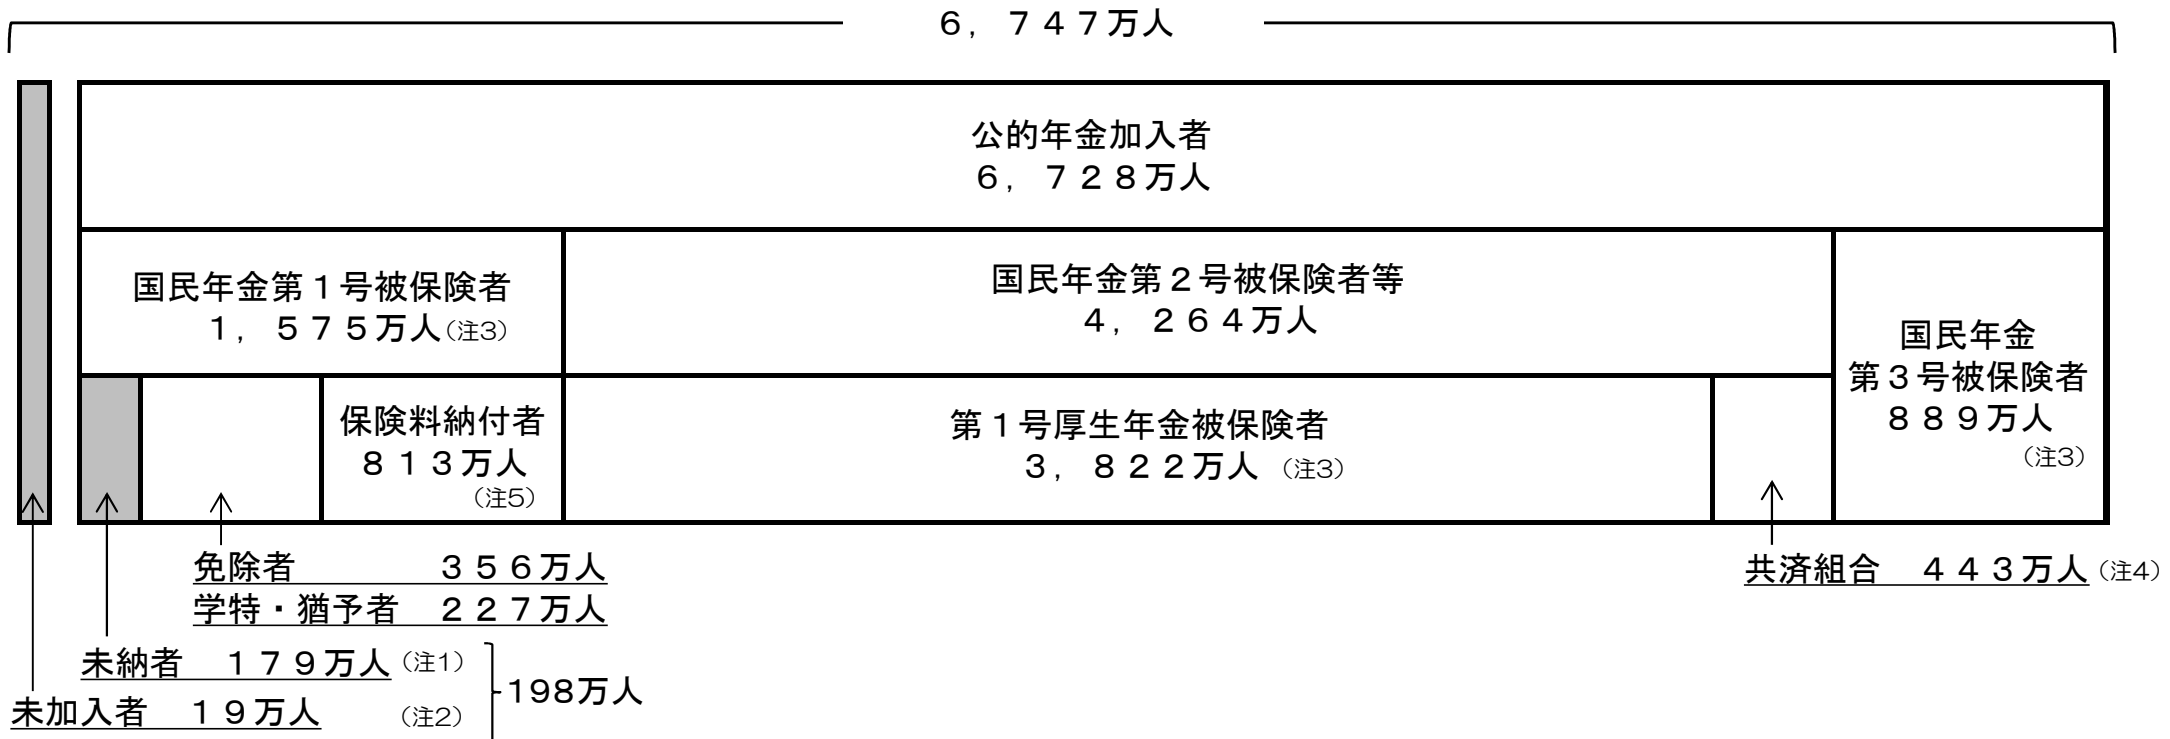 ６，７４７万人
公的年金加入者
６，７２８万人
国民年金第１号被保険者
１，５７５万人（注3）
国民年金第２号被保険者等
４，２６４万人
国民年金
第３号被保険者
８８９万人
（注3）
保険料納付者
８１３万人
（注5）
第１号厚生年金被保険者
３，８２２万人（注3）
免除者　３５６万人
学特・猶予者　２２７万人
共済組合　４４３万人（注4）
未納者　１７９万人（注1）
未加入者　１９万人（注2）
198万人